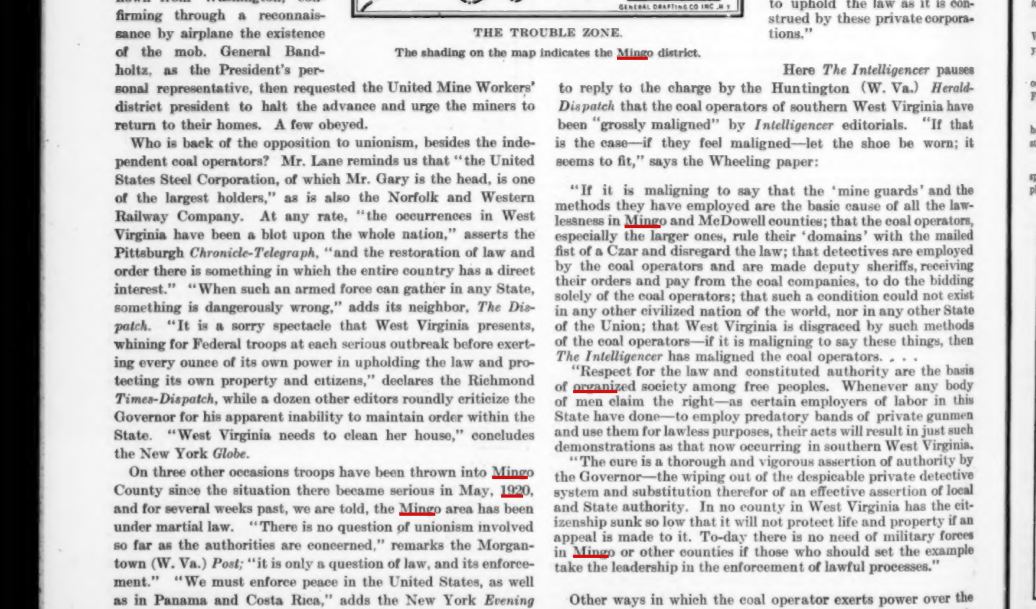 firming through a reconnais-
sance by airplane the existence
of the mob. General Band-
holtz, as the President's per-
GENERAL DRAFTING CO INC. N.Y.
THE TROUBLE ZONE.
The shading on the map indicates the Mingo district.
sonal representative, then requested the United Mine Workers'
district president to halt the advance and urge the miners to
return to their homes. A few obeyed.
Who is back of the opposition to unionism, besides the inde-
pendent coal operators? Mr. Lane reminds us that "the United
States Steel Corporation, of which Mr. Gary is the head, is one
of the largest holders," as is also the Norfolk and Western
Railway Company. At any rate, "the occurrences in West
Virginia have been a blot upon the whole nation," asserts the
Pittsburgh Chronicle-Telegraph, "and the restoration of law and
order there is something in which the entire country has a direct
interest." "When such an armed force can gather in any State,
something is dangerously wrong," adds its neighbor, The Dis-
patch. "It is a sorry spectacle that West Virginia presents,
whining for Federal troops at each serious outbreak before exert-
ing every ounce of its own power in upholding the law and pro-
tecting its own property and citizens," declares the Richmond
Times-Dispatch, while a dozen other editors roundly criticize the
Governor for his apparent inability to maintain order within the
State. "West Virginia needs to clean her house," concludes
the New York Globe.
On three other occasions troops have been thrown into Mingo
County since the situation there became serious in May, 1920,
and for several weeks past, we are told, the Mingo area has been
under martial law. "There is no question of unionism involved
so far as the authorities are concerned," remarks the Morgan-
town (W. Va.) Post; "it is only a question of law, and its enforce-
ment." "We must enforce peace in the United States, as well
as in Panama and Costa Rica," adds the New York Evening
to uphold the law as it is con-
strued by these private corpora-
tions."
Here The Intelligencer pauses
to reply to the charge by the Huntington (W. Va.) Herald-
Dispatch that the coal operators of southern West Virginia have
been "grossly maligned" by Intelligencer editorials. "If that
is the case—if they feel maligned—let the shoe be worn; it
seems to fit," says the Wheeling paper:
"If it is maligning to say that the 'mine guards' and the
methods they have employed are the basic cause of all the law-
lessness in Mingo and McDowell counties; that the coal operators,
especially the larger ones, rule their 'domains' with the mailed
fist of a Czar and disregard the law; that detectives are employed
by the coal operators and are made deputy sheriffs, receiving
their orders and pay from the coal companies, to do the bidding
solely of the coal operators; that such a condition could not exist
in any other civilized nation of the world, nor in any other State
of the Union; that West Virginia is disgraced by such methods
of the coal operators—if it is maligning to say these things, then
The Intelligencer has maligned the coal operators. . . .
"Respect for the law and constituted authority are the basis
of organized society among free peoples. Whenever any body
of men claim the right—as certain employers of labor in this
State have done—to employ predatory bands of private gunmen
and use them for lawless purposes, their acts will result in just such
demonstrations as that now occurring in southern West Virginia.
"The cure is a thorough and vigorous assertion of authority by
the Governor—the wiping out of the despicable private detective
system and substitution therefor of an effective assertion of local
and State authority. In no county in West Virginia has the cit-
izenship sunk so low that it will not protect life and property if an
appeal is made to it. To-day there is no need of military forces
in Mingo or other counties if those who should set the example
take the leadership in the enforcement of lawful processes."
Other ways in which the coal operator exerts power over the